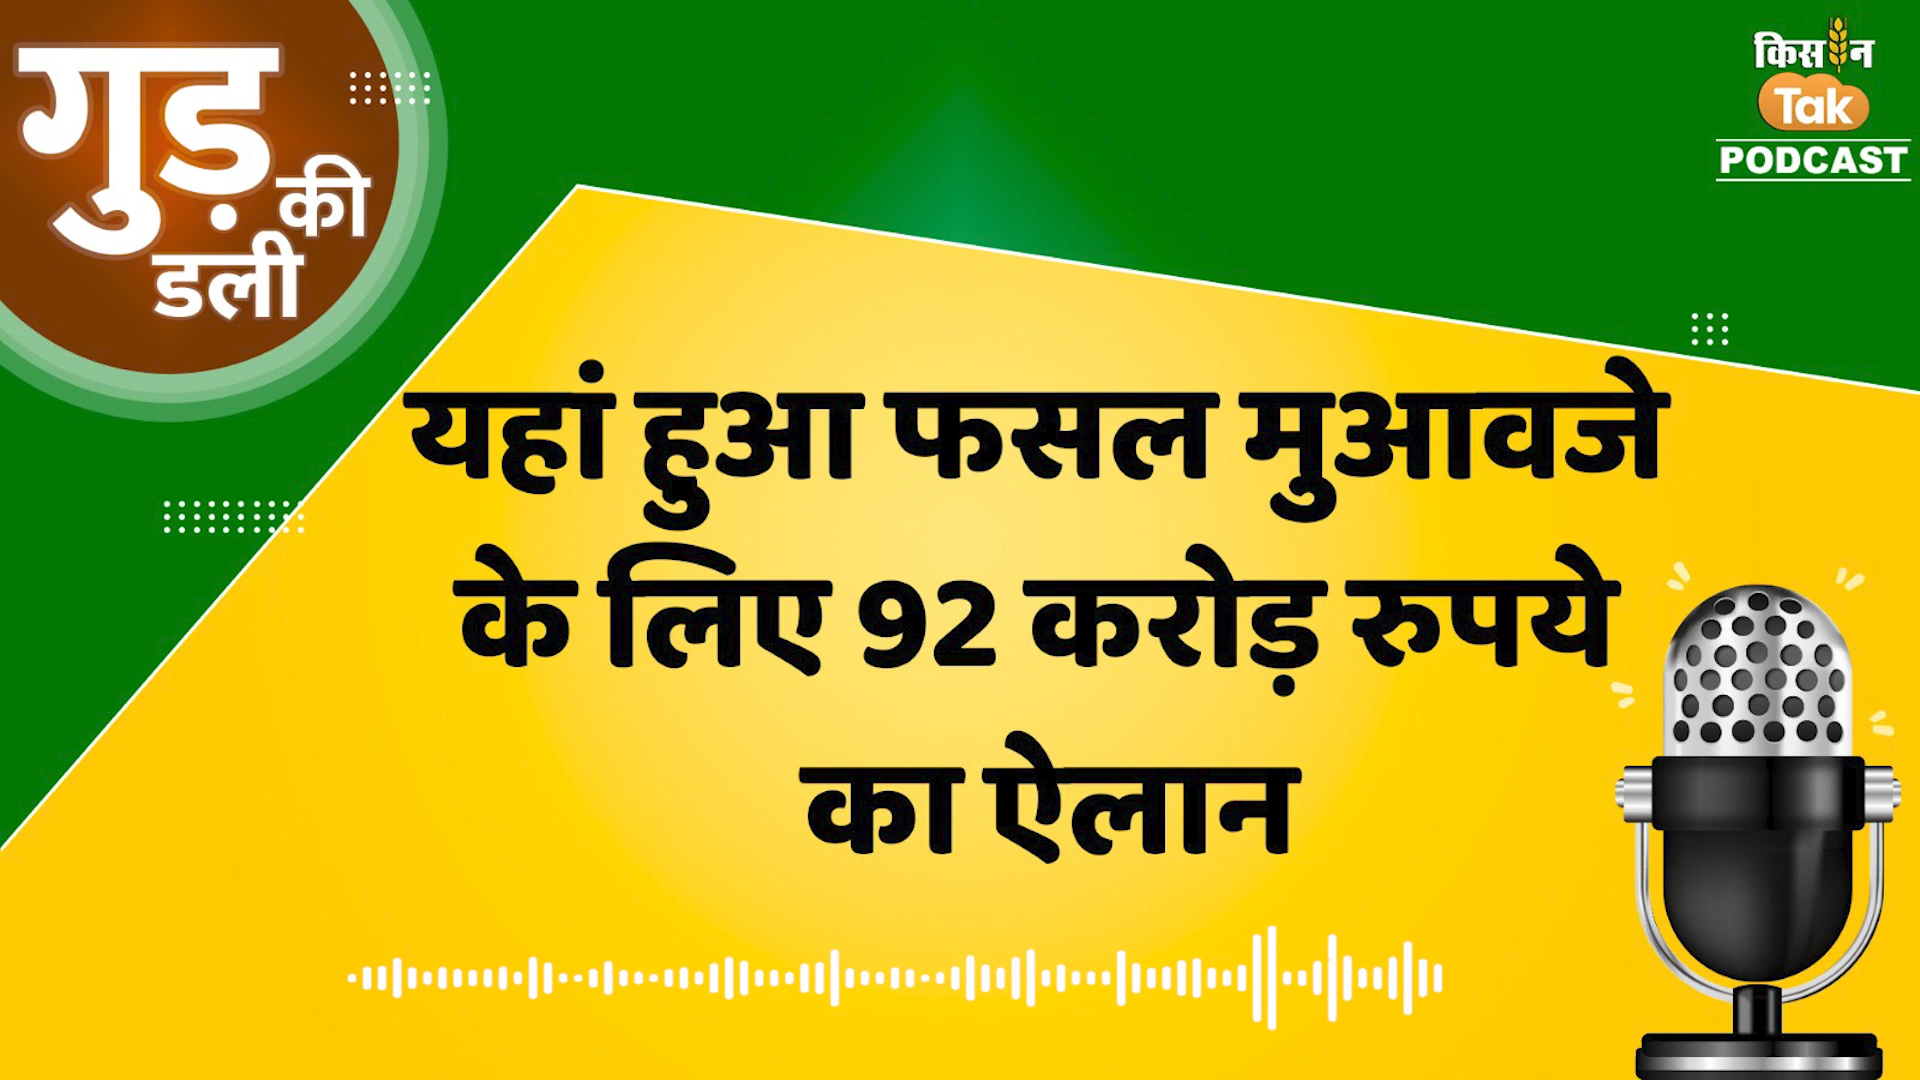 गुड़
की
डली
किसान
Tak
PODCAST
यहां हुआ फसल मुआवजे
के लिए 92 करोड़ रुपये
का ऐलान